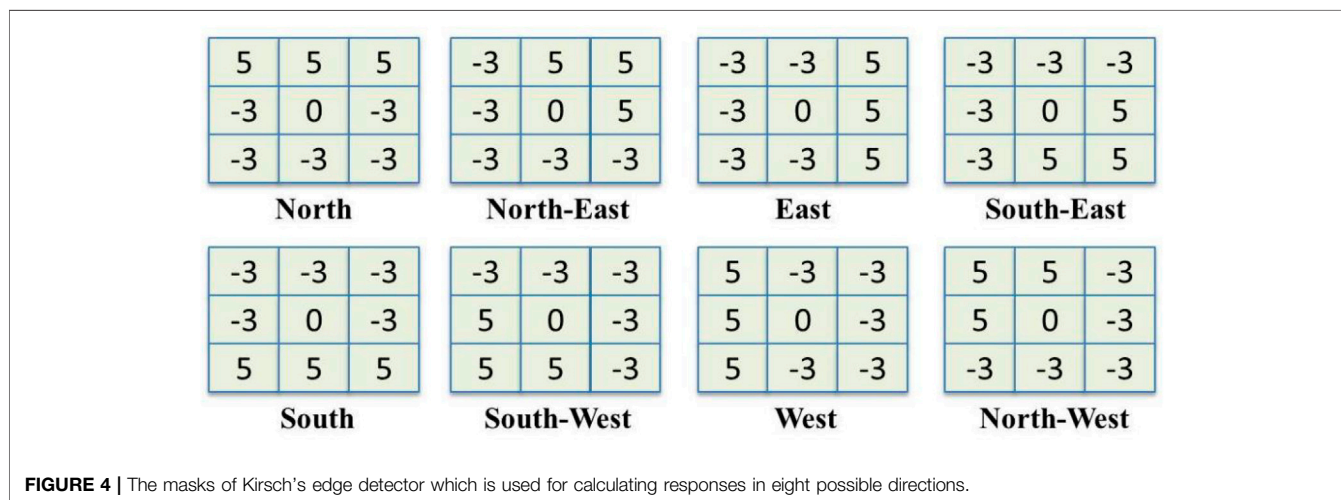 5 5 5 -3 5 5 -3 -3 5 -3 -3 -3
-3 0 -3 -3 0 5 -3 0 5 -3 0 5
-3 -3 -3 -3 -3 -3 -3 -3 5 -3 5 5
North North-East East South-East
-3 -3 -3 -3 -3 -3 5 -3 -3 5 5 -3
-3 0 -3 5 0 -3 5 0 -3 5 0 -3
5 5 5 5 5 -3 5 -3 -3 -3 -3 -3
South South-West West North-West
FIGURE 4 | The masks of Kirsch’s edge detector which is used for calculating responses in eight possible directions.